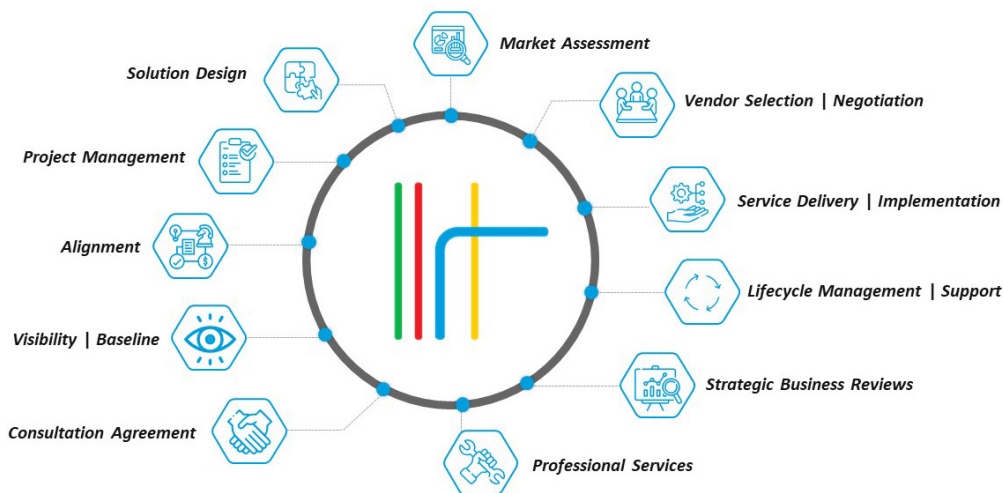 Market Assessment
Solution Design
Vendor Selection | Negotiation
Project Management
Service Delivery | Implementation
Alignment
Lifecycle Management | Support
Visibility | Baseline
Strategic Business Reviews
Consultation Agreement
Professional Services